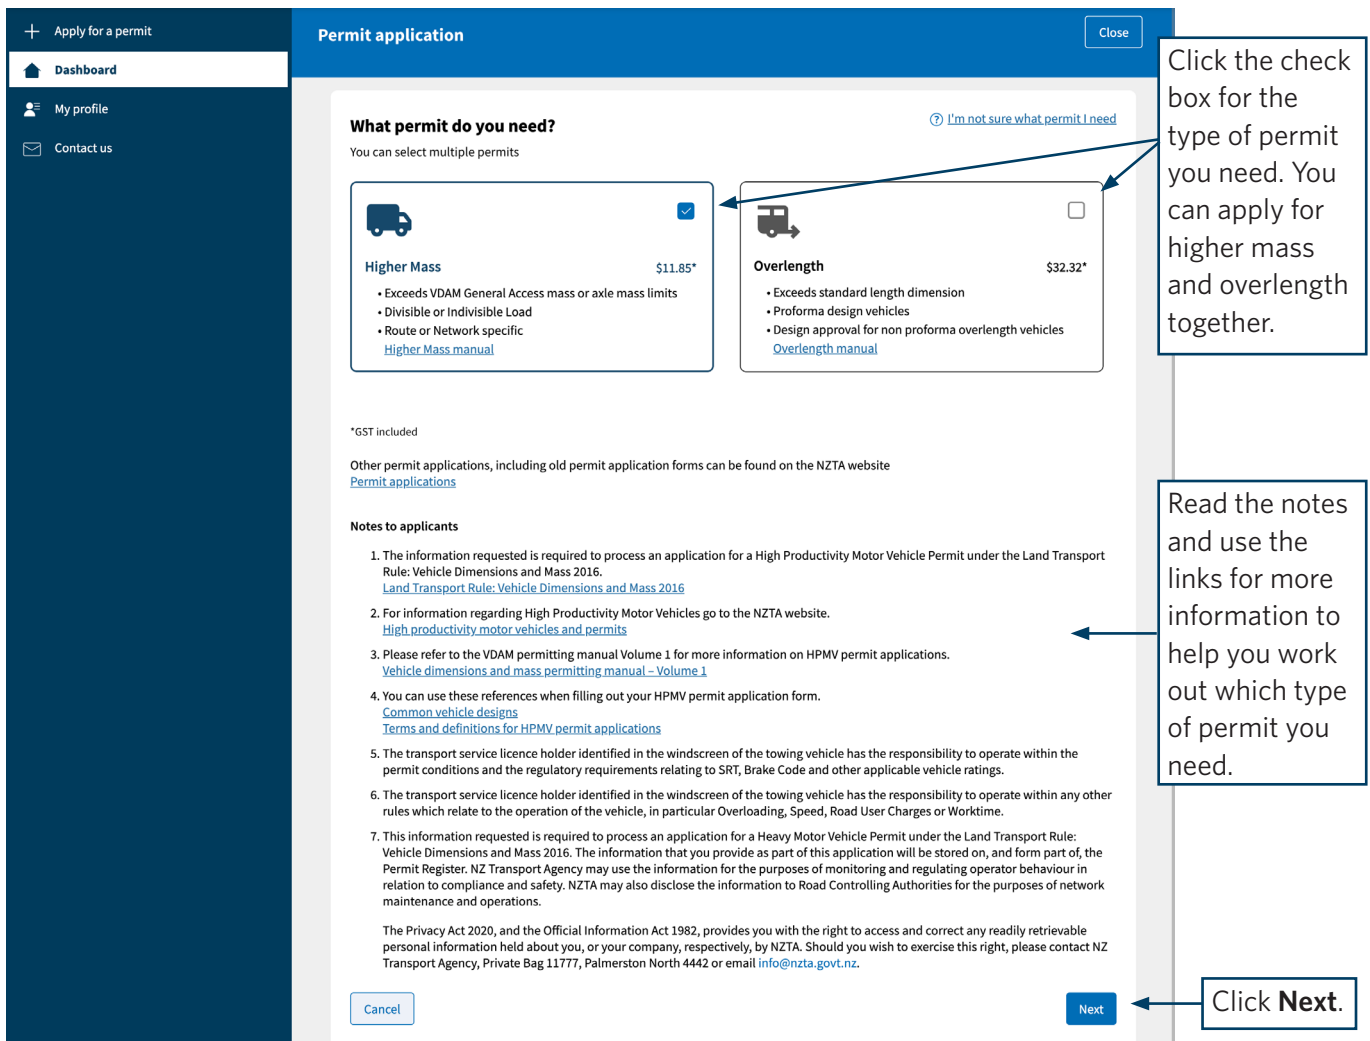 Apply for a permit
Dashboard
My profile
Contact us
Permit application
Close
What permit do you need?
I'm not sure what permit I need
You can select multiple permits
Higher Mass
$11.85*
• Exceeds VDAM General Access mass or axle mass limits
• Divisible or Indivisible Load
• Route or Network specific
Higher Mass manual
Overlength
$32.32*
• Exceeds standard length dimension
• Proforma design vehicles
• Design approval for non proforma overlength vehicles
Overlength manual
*GST included
Other permit applications, including old permit application forms can be found on the NZTA website
Permit applications
Notes to applicants
1. The information requested is required to process an application for a High Productivity Motor Vehicle Permit under the Land Transport
Rule: Vehicle Dimensions and Mass 2016.
Land Transport Rule: Vehicle Dimensions and Mass 2016
2. For information regarding High Productivity Motor Vehicles go to the NZTA website.
High productivity motor vehicles and permits
3. Please refer to the VDAM permitting manual Volume 1 for more information on HPMV permit applications.
Vehicle dimensions and mass permitting manual – Volume 1
4. You can use these references when filling out your HPMV permit application form.
Common vehicle designs
Terms and definitions for HPMV permit applications
5. The transport service licence holder identified in the windscreen of the towing vehicle has the responsibility to operate within the
permit conditions and the regulatory requirements relating to SRT, Brake Code and other applicable vehicle ratings.
6. The transport service licence holder identified in the windscreen of the towing vehicle has the responsibility to operate within any other
rules which relate to the operation of the vehicle, in particular Overloading, Speed, Road User Charges or Worktime.
7. This information requested is required to process an application for a Heavy Motor Vehicle Permit under the Land Transport Rule:
Vehicle Dimensions and Mass 2016. The information that you provide as part of this application will be stored on, and form part of, the
Permit Register. NZ Transport Agency may use the information for the purposes of monitoring and regulating operator behaviour in
relation to compliance and safety. NZTA may also disclose the information to Road Controlling Authorities for the purposes of network
maintenance and operations.
The Privacy Act 2020, and the Official Information Act 1982, provides you with the right to access and correct any readily retrievable
personal information held about you, or your company, respectively, by NZTA. Should you wish to exercise this right, please contact NZ
Transport Agency, Private Bag 11777, Palmerston North 4442 or email info@nzta.govt.nz.
Cancel
Next
Click the check
box for the
type of permit
you need. You
can apply for
higher mass
and overlength
together.
Read the notes
and use the
links for more
information to
help you work
out which type
of permit you
need.
Click Next.